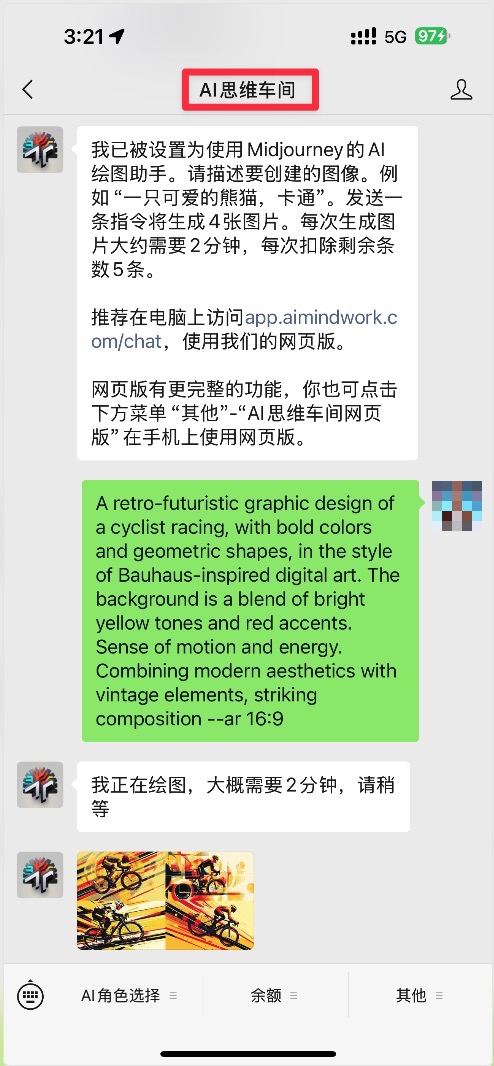 3:21
5G
97
AI思维车间
我已被设置为使用Midjourney的AI
绘图助手。请描述要创建的图像。例
如“一只可爱的熊猫，卡通”。发送一
条指令将生成4张图片。每次生成图
片大约需要2分钟，每次扣除剩余条
数5条。
推荐在电脑上访问app.aimindwork.c
om/chat，使用我们的网页版。
网页版有更完整的功能，你也可点击
下方菜单“其他”-“AI思维车间网页
版”在手机上使用网页版。
A retro-futuristic graphic design of
a cyclist racing, with bold colors
and geometric shapes, in the style
of Bauhaus-inspired digital art. The
background is a blend of bright
yellow tones and red accents.
Sense of motion and energy.
Combining modern aesthetics with
vintage elements, striking
composition --ar 16:9
我正在绘图，大概需要2分钟，请稍
等
AI角色选择
余额
其他